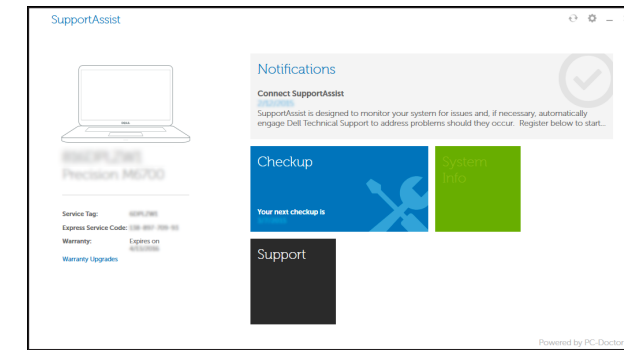 SupportAssist
DELL
Precision M6700
Service Tag:
Express Service Code:
Warranty: Expires on
Warranty Upgrades
Notifications
Connect SupportAssist
SupportAssist is designed to monitor your system for issues and, if necessary, automatically
engage Dell Technical Support to address problems should they occur. Register below to start...
Checkup
Your next checkup is
System
Info
Support
Powered by PC-Doctor